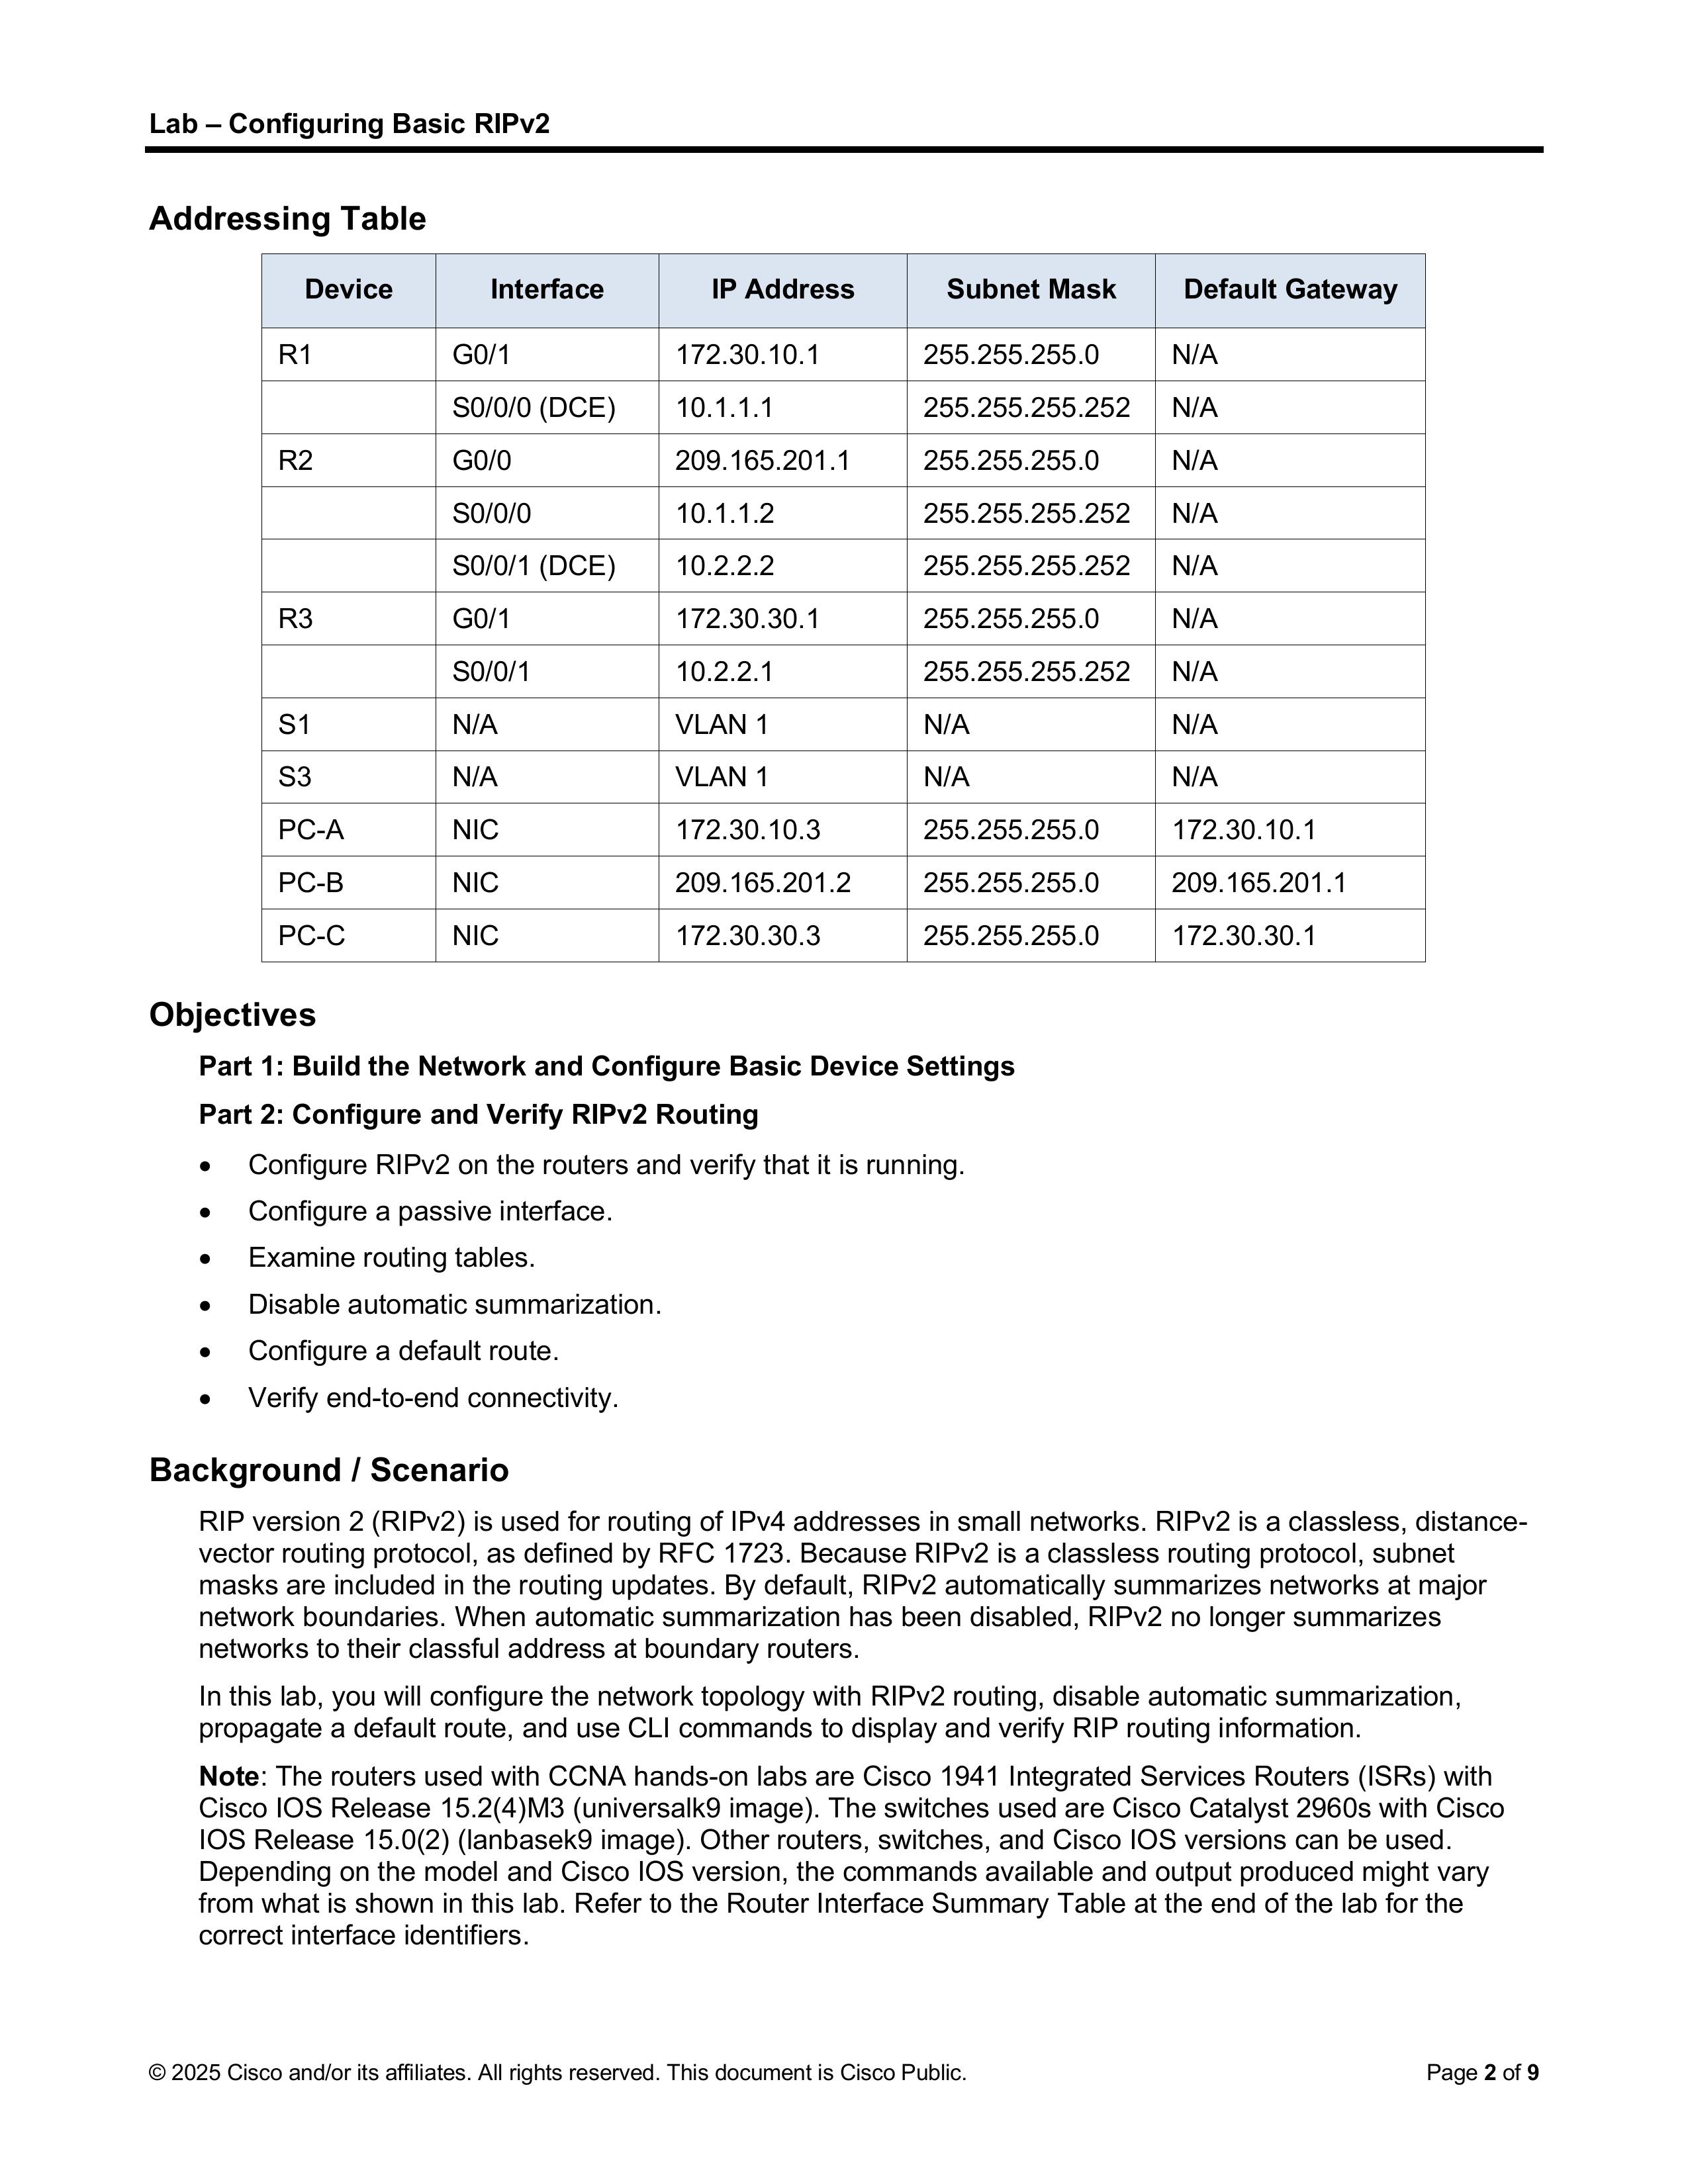 Lab – Configuring Basic RIPv2
Addressing Table
Device Interface IP Address Subnet Mask Default Gateway
R1 G0/1 172.30.10.1 255.255.255.0 N/A
S0/0/0 (DCE) 10.1.1.1 255.255.255.252 N/A
R2 G0/0 209.165.201.1 255.255.255.0 N/A
S0/0/0 10.1.1.2 255.255.255.252 N/A
S0/0/1 (DCE) 10.2.2.2 255.255.255.252 N/A
R3 G0/1 172.30.30.1 255.255.255.0 N/A
S0/0/1 10.2.2.1 255.255.255.252 N/A
S1 N/A VLAN 1 N/A N/A
S3 N/A VLAN 1 N/A N/A
PC-A NIC 172.30.10.3 255.255.255.0 172.30.10.1
PC-B NIC 209.165.201.2 255.255.255.0 209.165.201.1
PC-C NIC 172.30.30.3 255.255.255.0 172.30.30.1
Objectives
Part 1: Build the Network and Configure Basic Device Settings
Part 2: Configure and Verify RIPv2 Routing
• Configure RIPv2 on the routers and verify that it is running.
• Configure a passive interface.
• Examine routing tables.
• Disable automatic summarization.
• Configure a default route.
• Verify end-to-end connectivity.
Background / Scenario
RIP version 2 (RIPv2) is used for routing of IPv4 addresses in small networks. RIPv2 is a classless, distance-
vector routing protocol, as defined by RFC 1723. Because RIPv2 is a classless routing protocol, subnet
masks are included in the routing updates. By default, RIPv2 automatically summarizes networks at major
network boundaries. When automatic summarization has been disabled, RIPv2 no longer summarizes
networks to their classful address at boundary routers.
In this lab, you will configure the network topology with RIPv2 routing, disable automatic summarization,
propagate a default route, and use CLI commands to display and verify RIP routing information.
Note: The routers used with CCNA hands-on labs are Cisco 1941 Integrated Services Routers (ISRs) with
Cisco IOS Release 15.2(4)M3 (universalk9 image). The switches used are Cisco Catalyst 2960s with Cisco
IOS Release 15.0(2) (lanbasek9 image). Other routers, switches, and Cisco IOS versions can be used.
Depending on the model and Cisco IOS version, the commands available and output produced might vary
from what is shown in this lab. Refer to the Router Interface Summary Table at the end of the lab for the
correct interface identifiers.
© 2025 Cisco and/or its affiliates. All rights reserved. This document is Cisco Public. Page 2 of 9